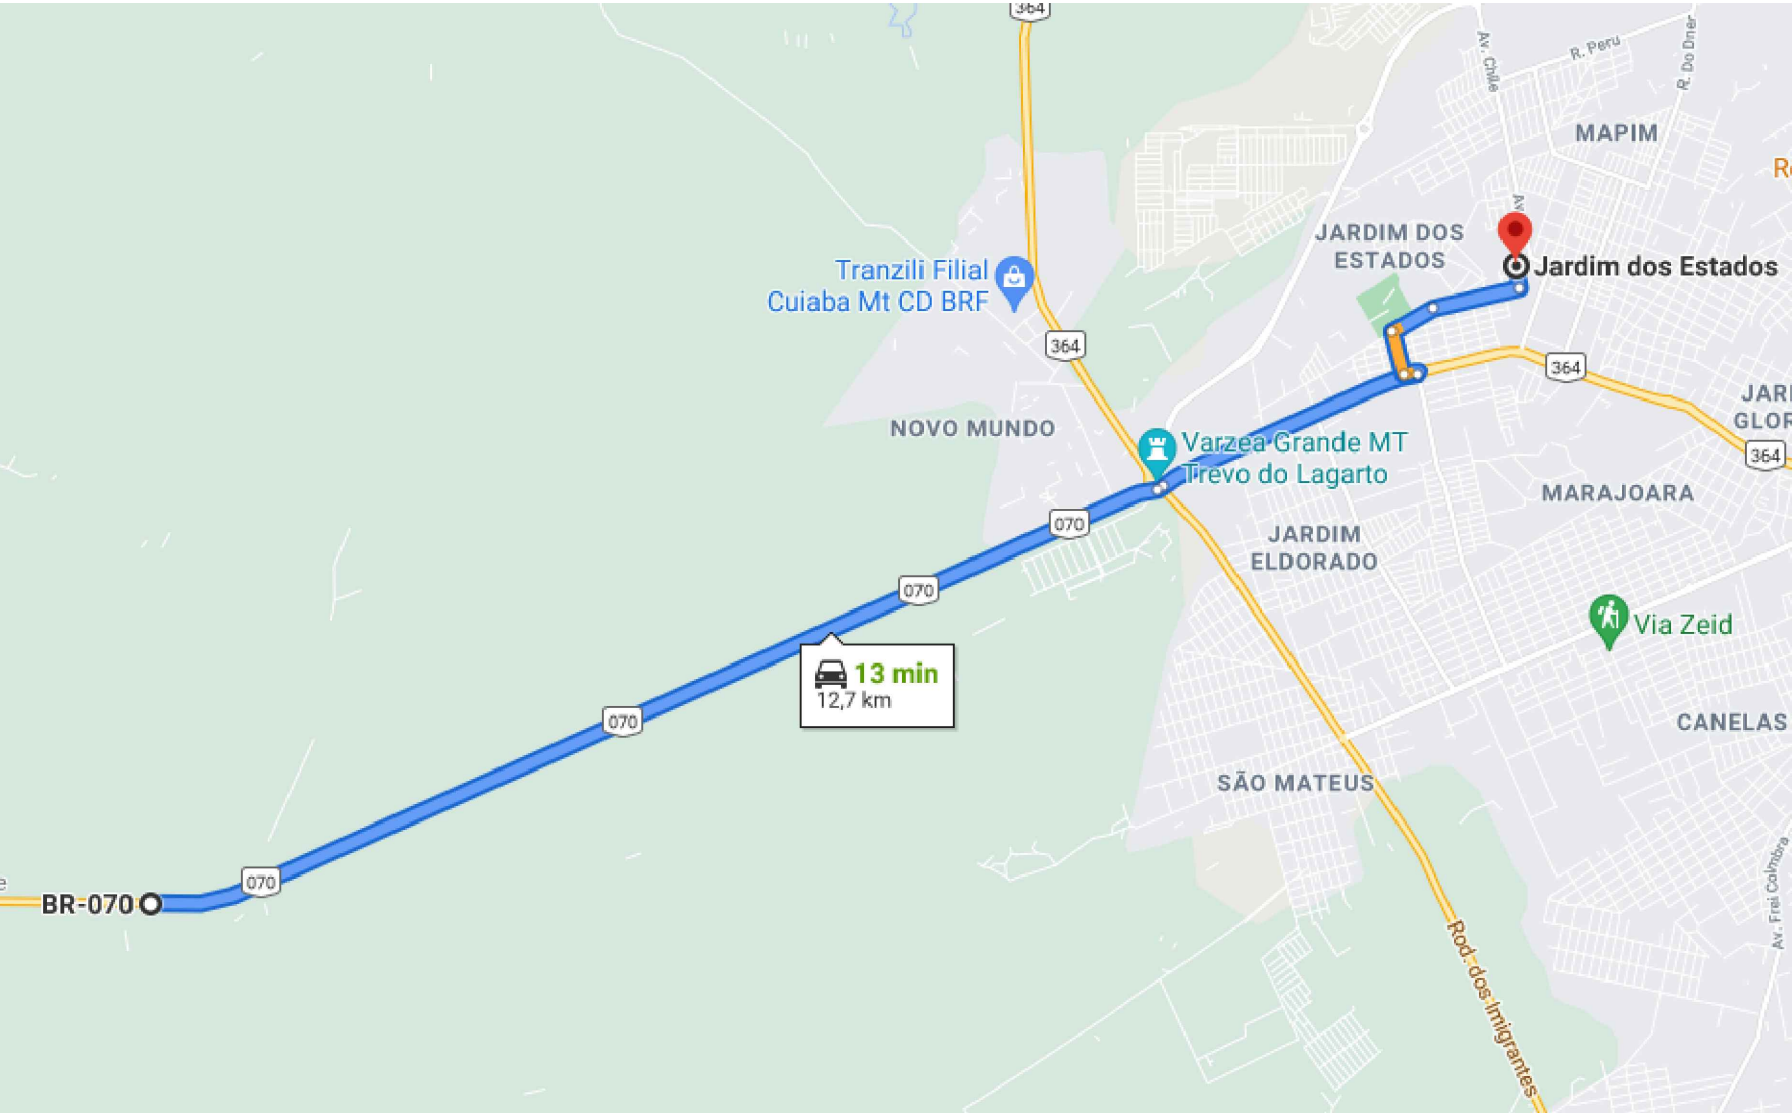 364
Av. Chile
R. Peru
R. Do Dner
MAPIM
JARDIM DOS
ESTADOS
Av
Jardim dos Estados
Tranzili Filial
Cuiaba Mt CD BRF
364
364
364
NOVO MUNDO
Varzea Grande MT
Trevo do Lagarto
MARAJOARA
JARDIM
ELDORADO
070
070
070
070
13 min
12,7 km
Via Zeid
CANELAS
SÃO MATEUS
BR-070
Av. Frei Coimbra
Rod. dos Imigrantes